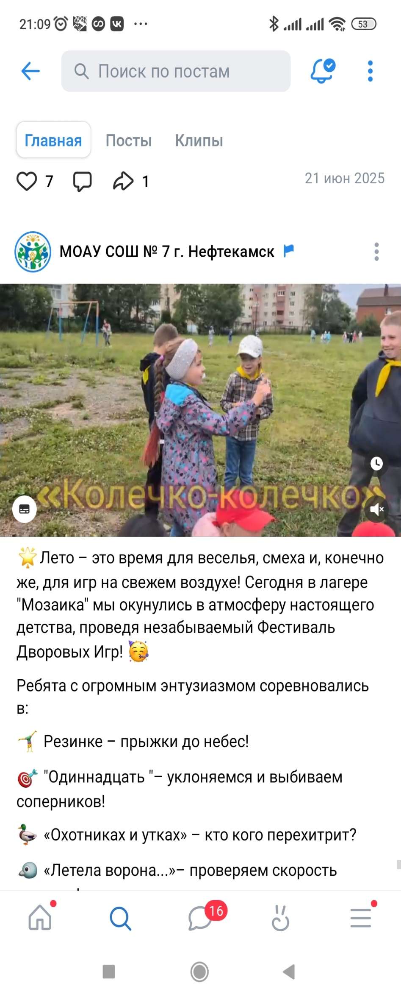 21:09
53
Поиск по постам
Главная Посты Клипы
7 1 21 июн 2025
МОАУ СОШ № 7 г. Нефтекамск
«Колечко-колечко»
Лето – это время для веселья, смеха и, конечно
же, для игр на свежем воздухе! Сегодня в лагере
"Мозаика" мы окунулись в атмосферу настоящего
детства, проведя незабываемый Фестиваль
Дворовых Игр!
Ребята с огромным энтузиазмом соревновались
в:
Резинке – прыжки до небес!
"Одиннадцать "– уклоняемся и выбиваем
соперников!
«Охотниках и утках» – кто кого перехитрит?
«Летела ворона...»– проверяем скорость
16